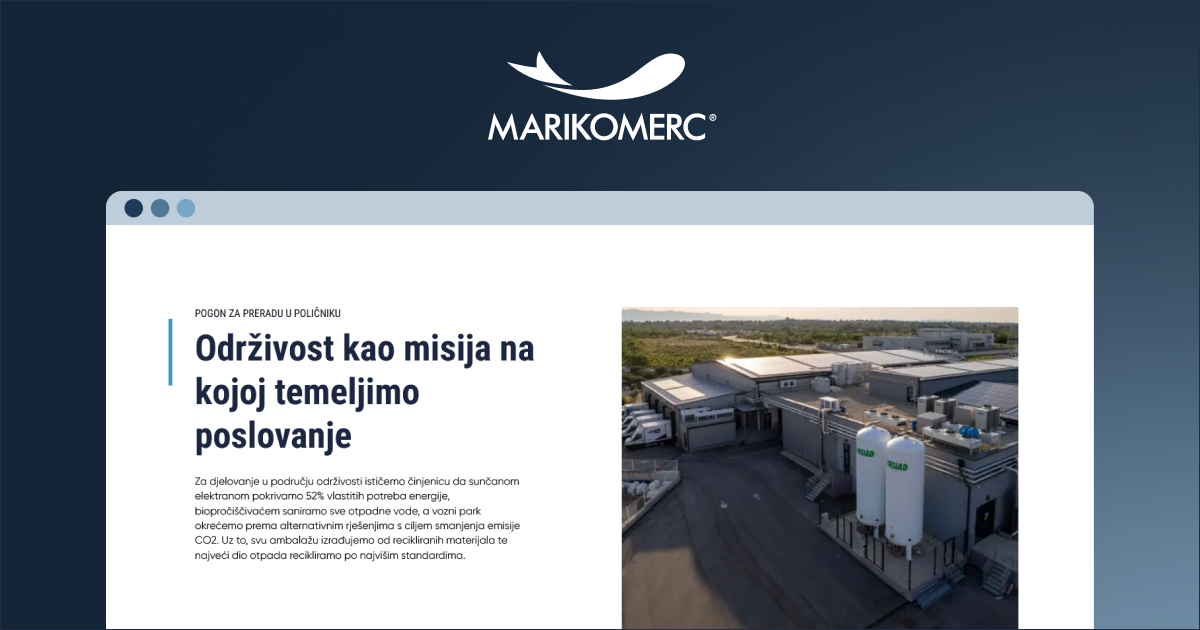 MARIKOMERC®
POGON ZA PRERADU U POLIČNIKU
Održivost kao misija na
kojoj temeljimo
poslovanje
Za djelovanje u području održivosti ističemo činjenicu da sunčanom
elektranom pokrivamo 52% vlastitih potreba energije,
biopročiščivaćem saniramo sve otpadne vode, a vozni park
okrećemo prema alternativnim rješenjima s ciljem smanjenja emisije
CO2. Uz to, svu ambalažu izrađujemo od recikliranih materijala te
najveći dio otpada recikliramo po najvišim standardima.